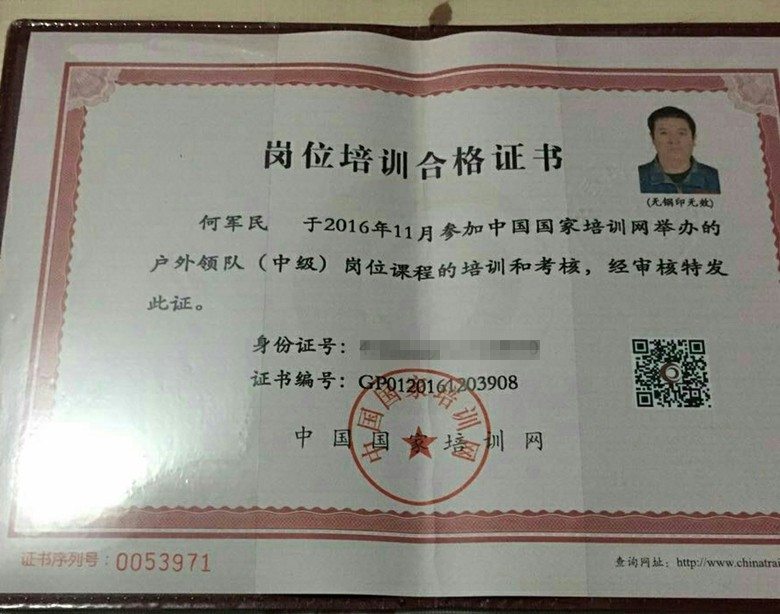 岗位培训合格证书
(无钢印无效)
何军民 于2016年11月参加中国国家培训网举办的
户外领队（中级）岗位课程的培训和考核，经审核特发
此证。
身份证号：
证书编号：GP0120161203908
中国国家培训网
中国国家培训网
证书序列号：0053971
查询网址：http://www.chinatrai